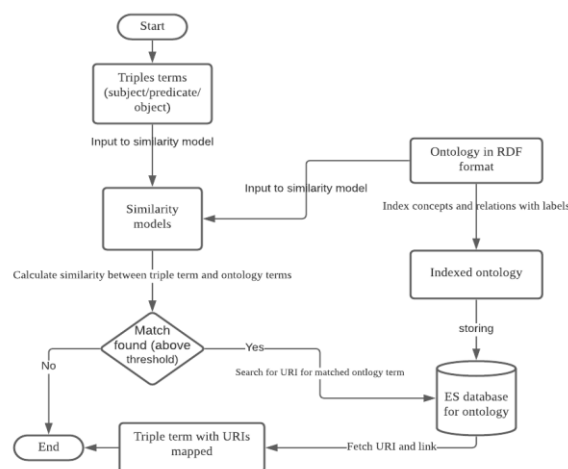 Start
Triples terms
(subject/predicate/
object)
Input to similarity model
Ontology in RDF
format
Input to similarity model
Index concepts and relations with labels
Similarity
models
Indexed ontology
Calculate similarity between triple term and ontology terms
storing
Match
found (above
threshold)
Yes
No
Search for URI for matched ontlogy term
ES database
for ontology
End
Triple term with URIs
mapped
Fetch URI and link